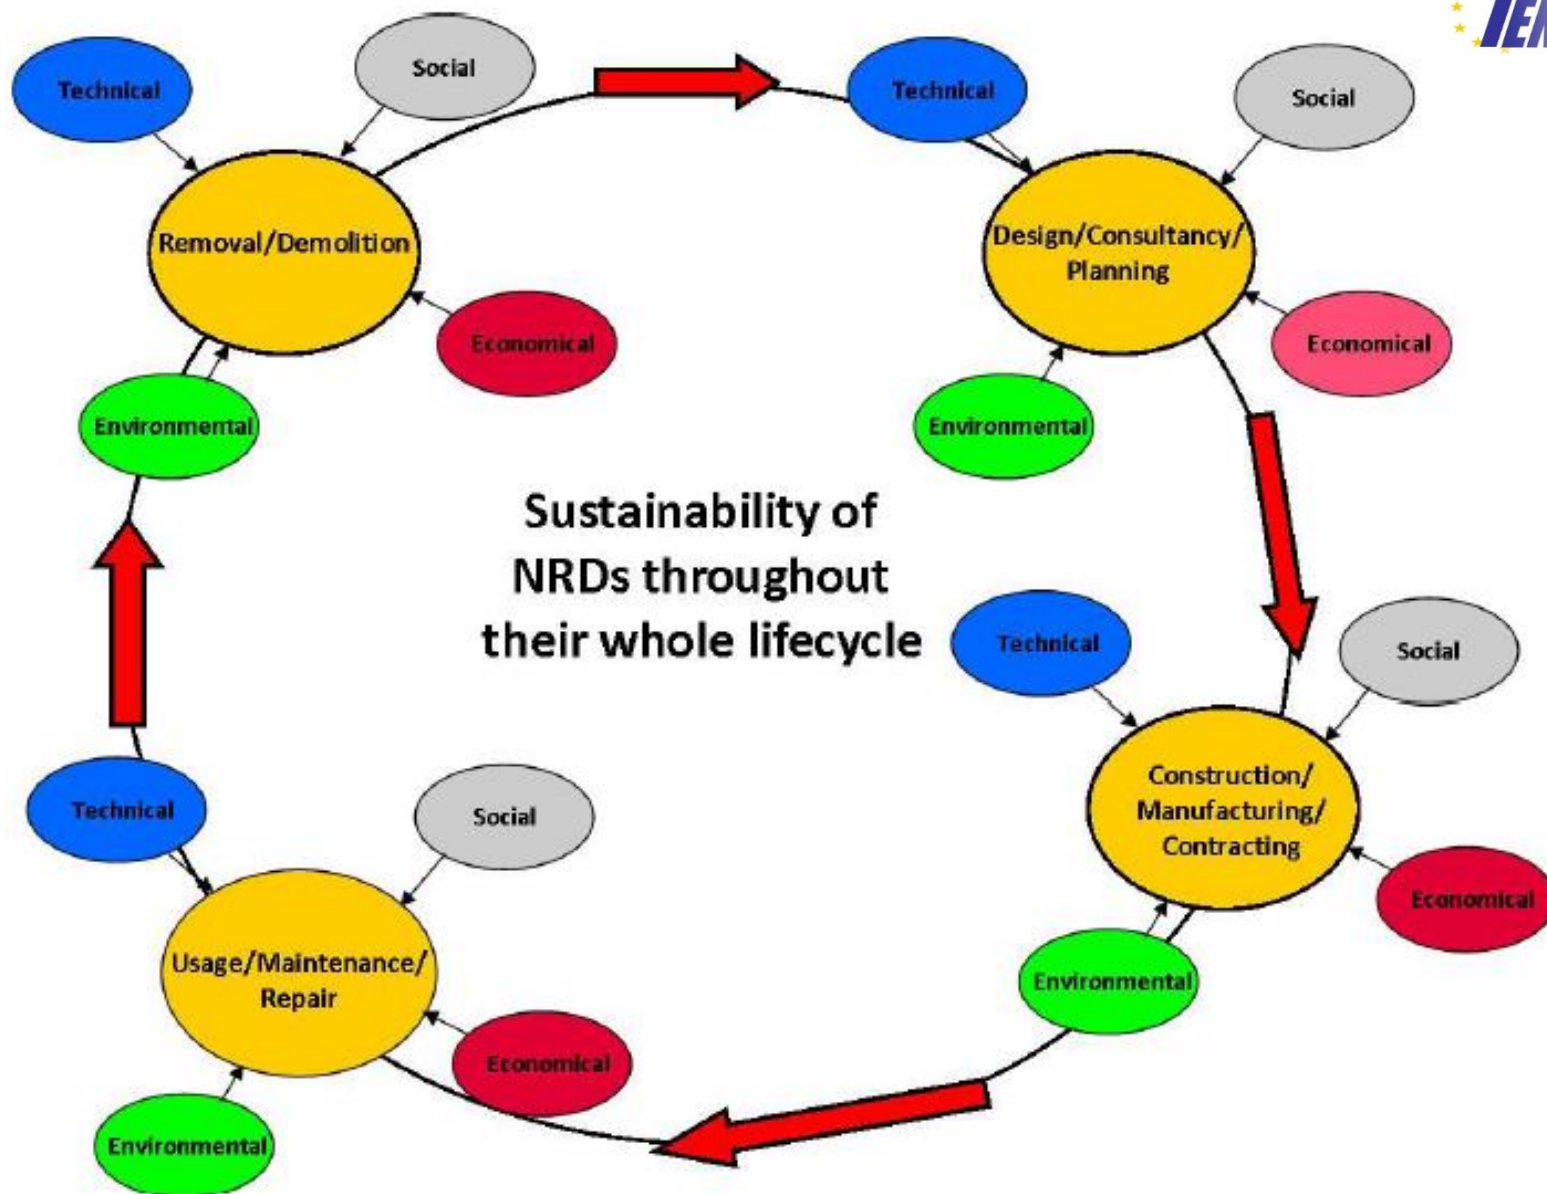 Technical
Social
Removal/Demolition
Economical
Environmental
Technical
Social
Design/Consultancy/
Planning
Economical
Environmental
Sustainability of
NRDs throughout
their whole lifecycle
Technical
Social
Construction/
Manufacturing/
Contracting
Economical
Environmental
Technical
Social
Usage/Maintenance/
Repair
Economical
Environmental